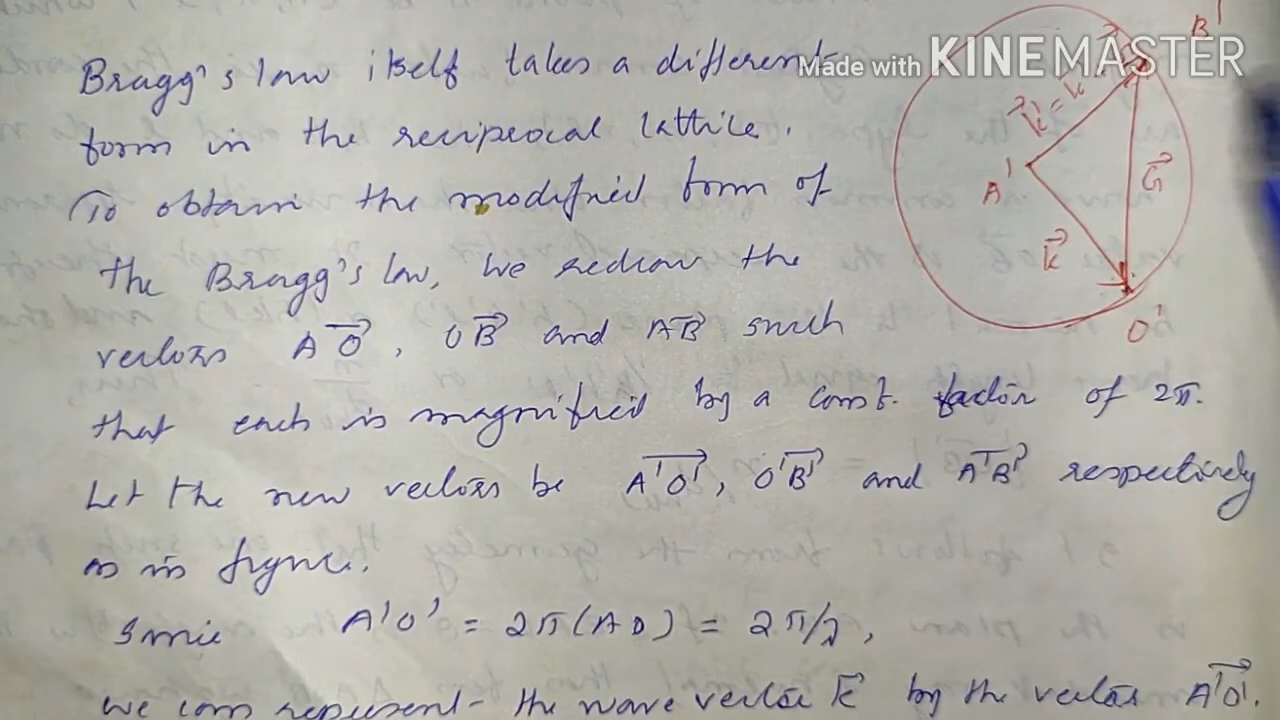 Bragg's law itself takes a different
Made with KINEMASTER
form in the reciprocal lattice.
To obtain the modified form of
the Bragg's law, we redraw the
vectors AO, OB and AB such
that each is magnified by a const. factor of 2π.
Let the new vectors be A'O', O'B' and A'B' respectively
as in figure.
Since A'O' = 2π(AO) = 2π/λ,
we can represent the wave vector K by the vector A'O'.
B'
A'
G
K
O'